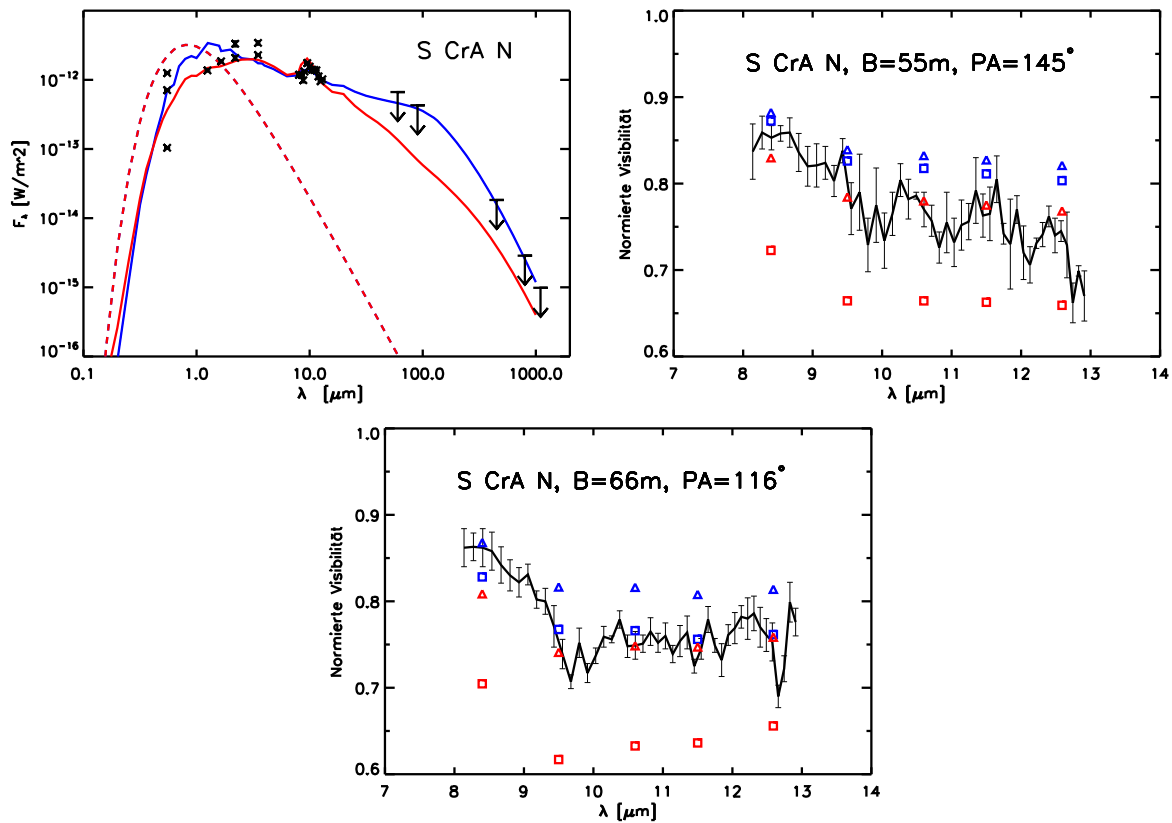 S CrA N
F_λ [W/m^2]
10⁻¹²
10⁻¹³
10⁻¹⁴
10⁻¹⁵
10⁻¹⁶
0.1 1.0 10.0 100.0 1000.0
λ [μm]
S CrA N, B=55m, PA=145°
Normierte Visibilität
1.0
0.9
0.8
0.7
0.6
7 8 9 10 11 12 13 14
λ [μm]
S CrA N, B=66m, PA=116°
Normierte Visibilität
1.0
0.9
0.8
0.7
0.6
7 8 9 10 11 12 13 14
λ [μm]